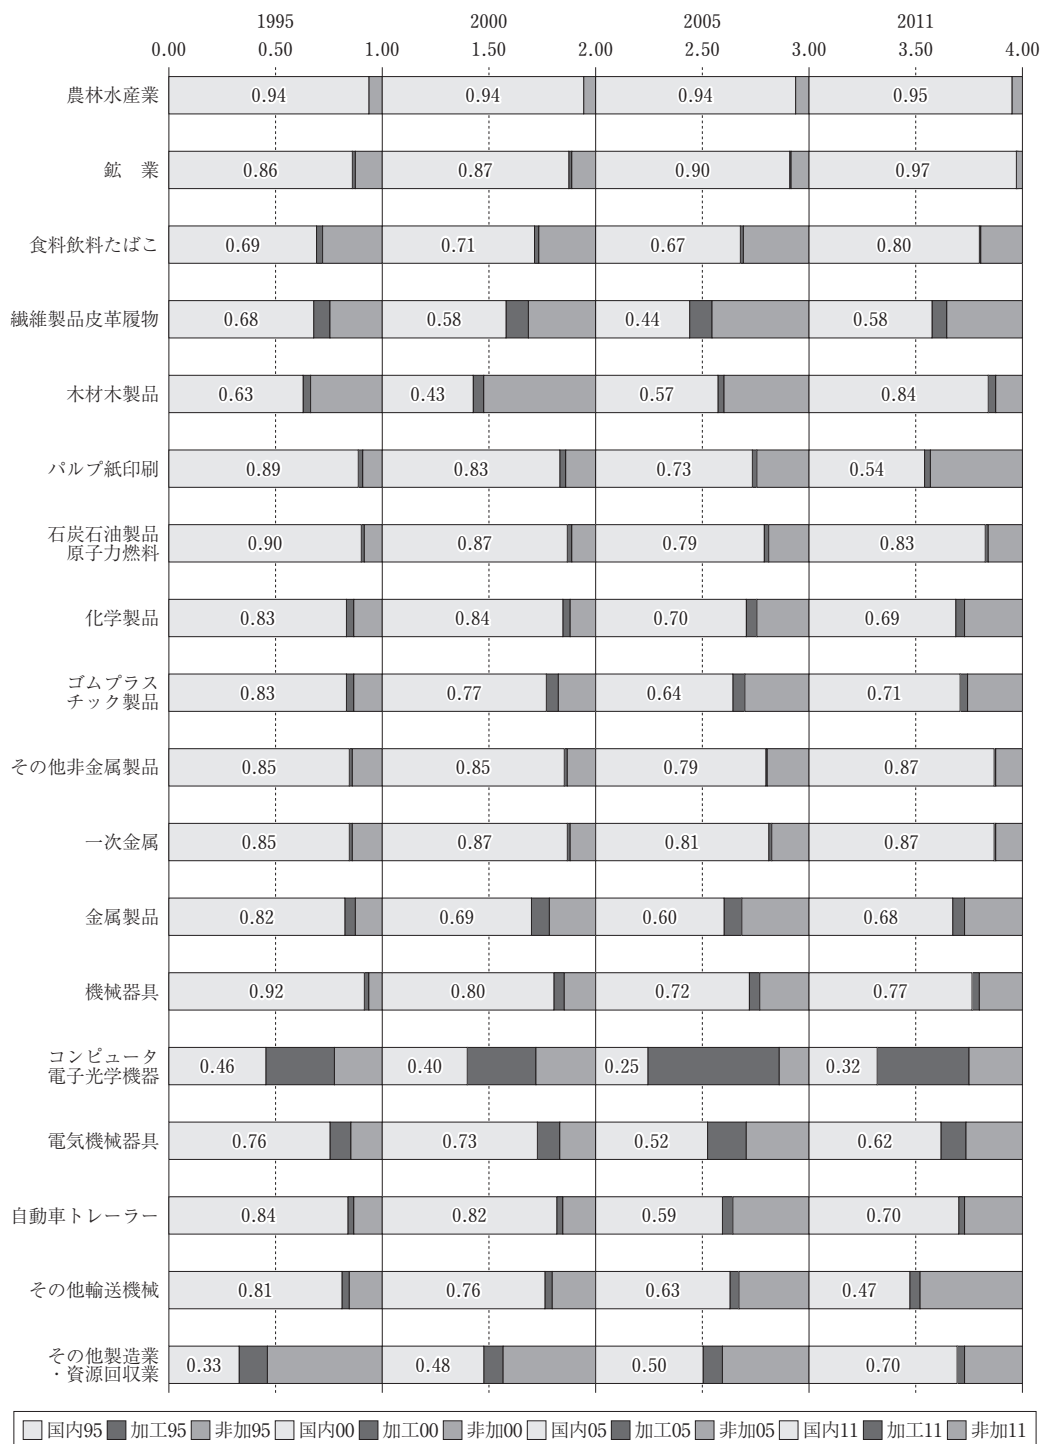 1995 2000 2005 2011
0.00 0.50 1.00 1.50 2.00 2.50 3.00 3.50 4.00
農林水産業 0.94 0.94 0.94 0.95
鉱　業 0.86 0.87 0.90 0.97
食料飲料たばこ 0.69 0.71 0.67 0.80
繊維製品皮革履物 0.68 0.58 0.44 0.58
木材木製品 0.63 0.43 0.57 0.84
パルプ紙印刷 0.89 0.83 0.73 0.54
石炭石油製品
原子力燃料 0.90 0.87 0.79 0.83
化学製品 0.83 0.84 0.70 0.69
ゴムプラス
チック製品 0.83 0.77 0.64 0.71
その他非金属製品 0.85 0.85 0.79 0.87
一次金属 0.85 0.87 0.81 0.87
金属製品 0.82 0.69 0.60 0.68
機械器具 0.92 0.80 0.72 0.77
コンピュータ
電子光学機器 0.46 0.40 0.25 0.32
電気機械器具 0.76 0.73 0.52 0.62
自動車トレーラー 0.84 0.82 0.59 0.70
その他輸送機械 0.81 0.76 0.63 0.47
その他製造業
・資源回収業 0.33 0.48 0.50 0.70
国内95 加工95 非加95 国内00 加工00 非加00 国内05 加工05 非加05 国内11 加工11 非加11